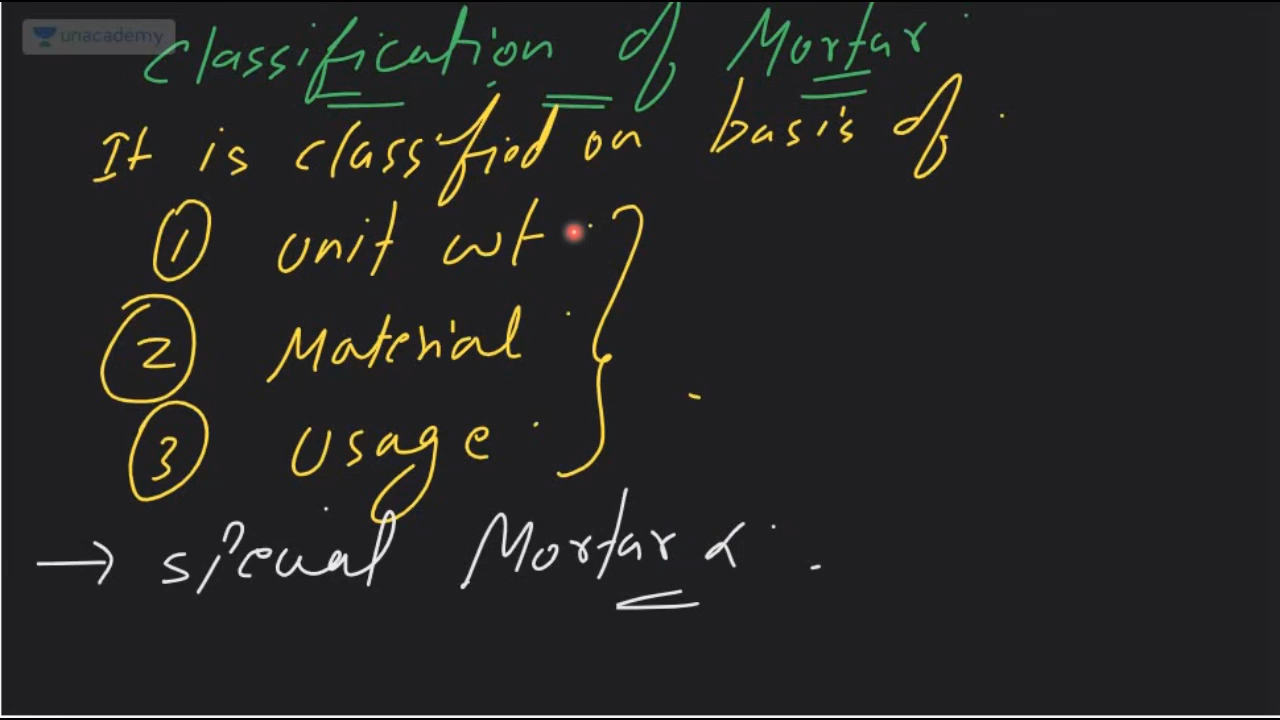 unacademy
classification of Mortar
It is classified on basis of
① unit wt
② Material
③ Usage
→ special Mortar